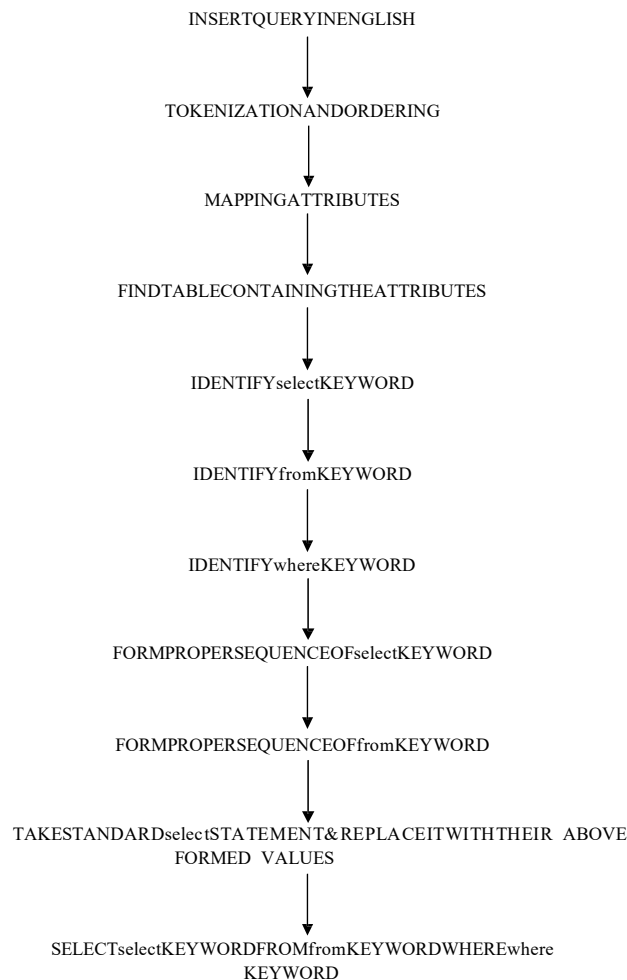 INSERTQUERYINENGLISH
TOKENIZATIONANDORDERING
MAPPINGATTRIBUTES
FINDTABLECONTAININGTHEATTRIBUTES
IDENTIFYselectKEYWORD
IDENTIFYfromKEYWORD
IDENTIFYwhereKEYWORD
FORMPROPERSEQUENCEOFselectKEYWORD
FORMPROPERSEQUENCEOFfromKEYWORD
TAKESTANDARDselectSTATEMENT&REPLACEITWITHTHEIR ABOVE
FORMED VALUES
SELECTselectKEYWORDFROMfromKEYWORDWHEREwhere
KEYWORD